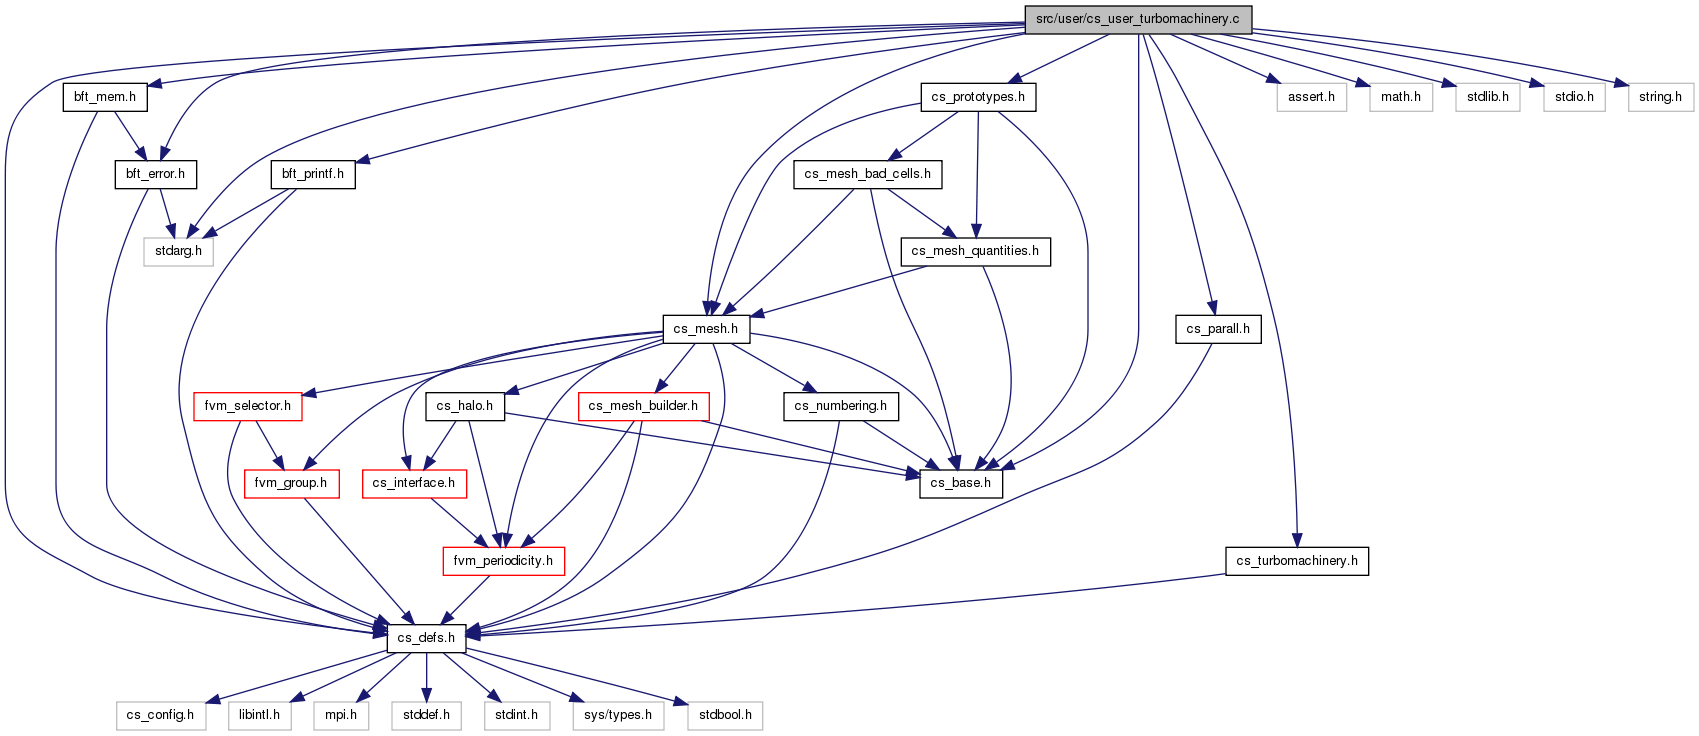 src/user/cs_user_turbomachinery.c
bft_mem.h
cs_prototypes.h
assert.h
math.h
stdlib.h
stdio.h
string.h
bft_error.h
bft_printf.h
cs_mesh_bad_cells.h
stdarg.h
cs_mesh_quantities.h
cs_mesh.h
cs_parall.h
fvm_selector.h
cs_halo.h
cs_mesh_builder.h
cs_numbering.h
fvm_group.h
cs_interface.h
cs_base.h
fvm_periodicity.h
cs_turbomachinery.h
cs_defs.h
cs_config.h
libintl.h
mpi.h
stddef.h
stdint.h
sys/types.h
stdbool.h